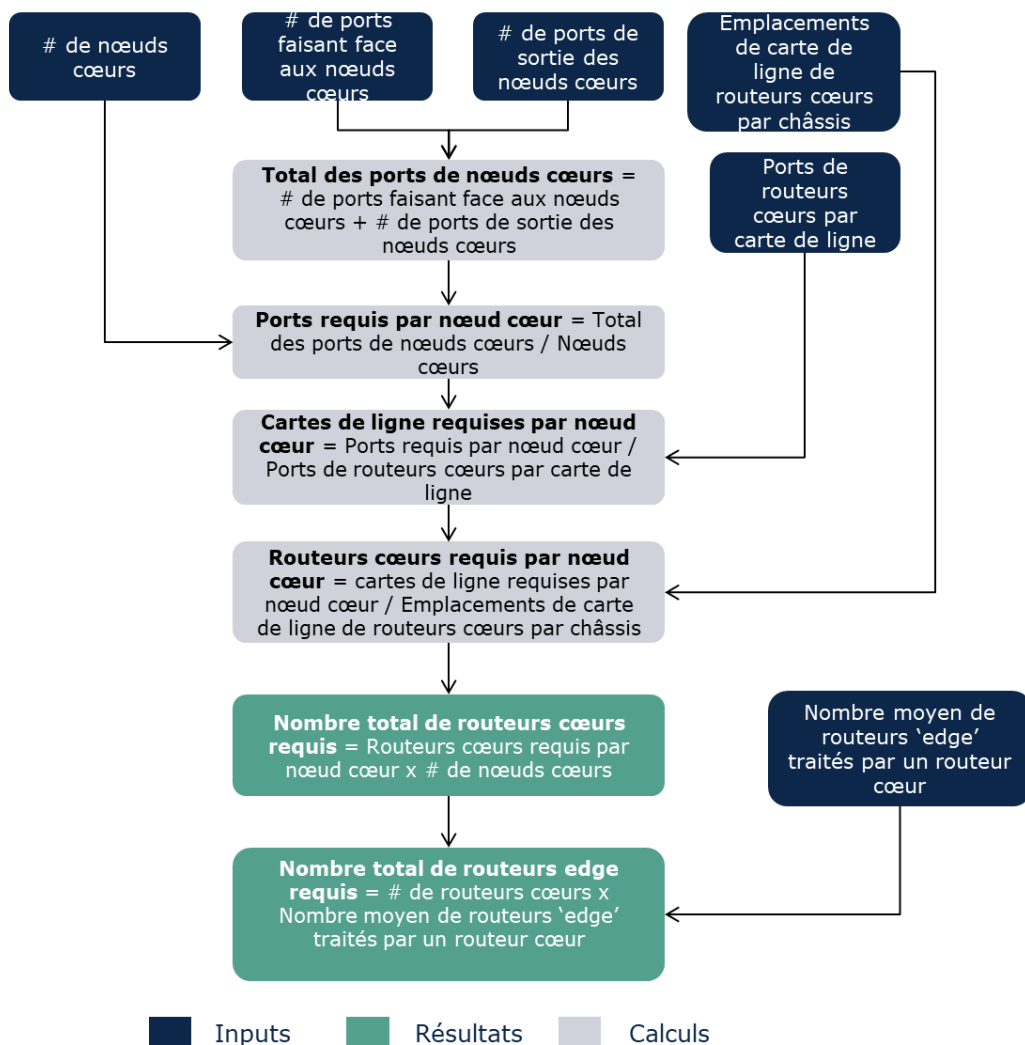 # de nœuds
cœurs
# de ports
faisant face
aux nœuds
cœurs
# de ports de
sortie des
nœuds cœurs
Emplacements
de carte de
ligne de
routeurs cœurs
par châssis
Total des ports de nœuds cœurs =
# de ports faisant face aux nœuds
cœurs + # de ports de sortie des
nœuds cœurs
Ports de
routeurs
cœurs par
carte de ligne
Ports requis par nœud cœur = Total
des ports de nœuds cœurs / Nœuds
cœurs
Cartes de ligne requises par nœud
cœur = Ports requis par nœud cœur /
Ports de routeurs cœurs par carte de
ligne
Routeurs cœurs requis par nœud
cœur = cartes de ligne requises par
nœud cœur / Emplacements de carte
de ligne de routeurs cœurs par châssis
Nombre total de routeurs cœurs
requis = Routeurs cœurs requis par
nœud cœur x # de nœuds cœurs
Nombre moyen de
routeurs ‘edge’
traités par un routeur
cœur
Nombre total de routeurs edge
requis = # de routeurs cœurs x
Nombre moyen de routeurs ‘edge’
traités par un routeur cœur
Inputs
Résultats
Calculs